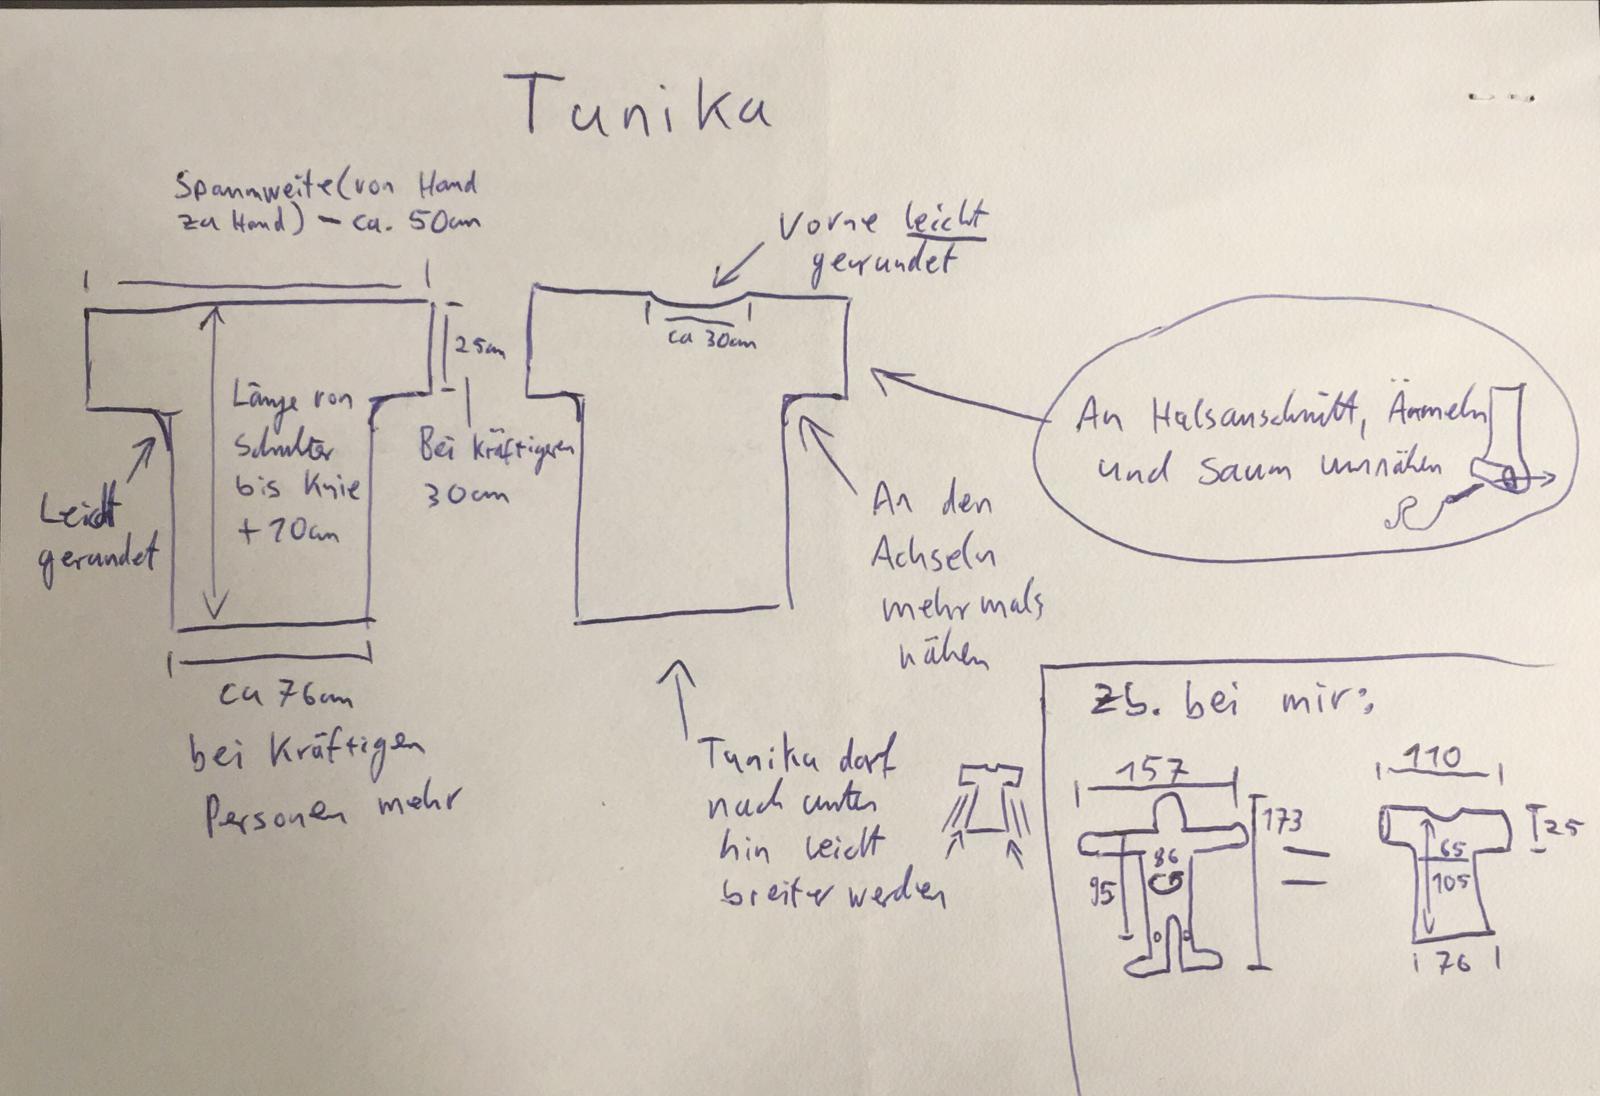 Tunika
Spannweite (von Hand
zu Hand) - ca. 50cm
25cm
Länge von
Schulter
bis Knie
+ 10cm
Bei Kräftigeren
30cm
Leicht
gerundet
ca 76cm
bei Kräftigen
Personen mehr
Vorne leicht
gerundet
ca 30cm
An Halsanschnitt, Ärmeln
und Saum umnähen
An den
Achseln
mehrmals
nähen
Tunika darf
nach unten
hin leicht
breiter werden
zb. bei mir:
157
173
86
95
=
110
25
65
105
76